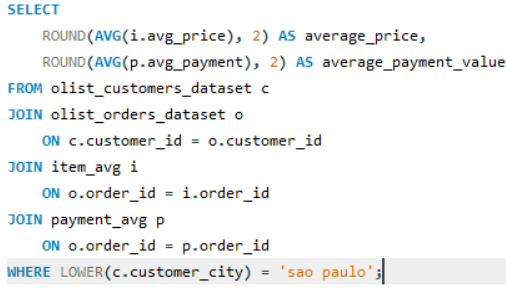 SELECT
    ROUND(AVG(i.avg_price), 2) AS average_price,
    ROUND(AVG(p.avg_payment), 2) AS average_payment_value
FROM olist_customers_dataset c
JOIN olist_orders_dataset o
    ON c.customer_id = o.customer_id
JOIN item_avg i
    ON o.order_id = i.order_id
JOIN payment_avg p
    ON o.order_id = p.order_id
WHERE LOWER(c.customer_city) = 'sao paulo';